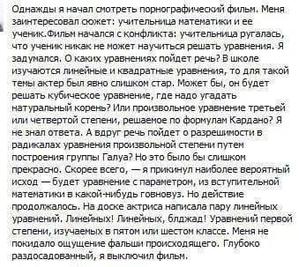 Однажды я начал смотреть порнографический фильм. Меня
заинтересовал сюжет: учительница математики и ее
ученик.Фильм начался с конфликта: учительница ругалась,
что ученик никак не может научиться решать уравнения. Я
задумался. О каких уравнениях пойдет речь? В школе
изучаются линейные и квадратные уравнения, то для такой
темы актер был явно слишком стар. Может бы, он будет
решать кубическое уравнение, где надо угадать
натуральный корень? Или произвольное уравнение третьей
или четвертой степени, решаемое по формулам Кардано? Я
не знал ответа. А вдруг речь пойдет о разрешимости в
радикалах уравнения произвольной степени путем
построения группы Галуа? Но это было бы слишком
прекрасно. Скорее всего, — я прикинул наиболее вероятный
исход — будет уравнение с параметром, из вступительной
математики в какой-нибудь говновуз. Но действие
продолжалось. На доске актриса написала пару линейных
уравнений. Линейных! Линейных, блджад! Уравнений первой
степени, изучаемых в пятом или шестом классе. Меня не
покидало ощущение фальши происходящего. Глубоко
раздосадованный, я выключил фильм.